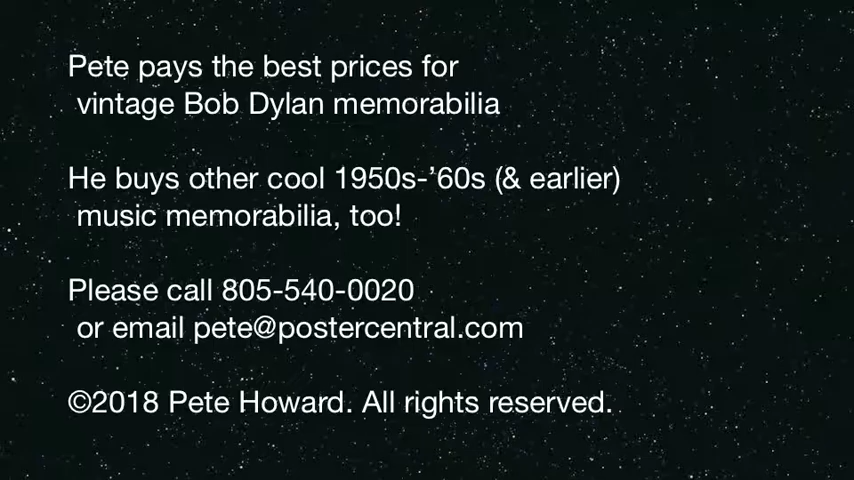 Pete pays the best prices for
vintage Bob Dylan memorabilia
He buys other cool 1950s-’60s (& earlier)
music memorabilia, too!
Please call 805-540-0020
or email pete@postercentral.com
©2018 Pete Howard. All rights reserved.